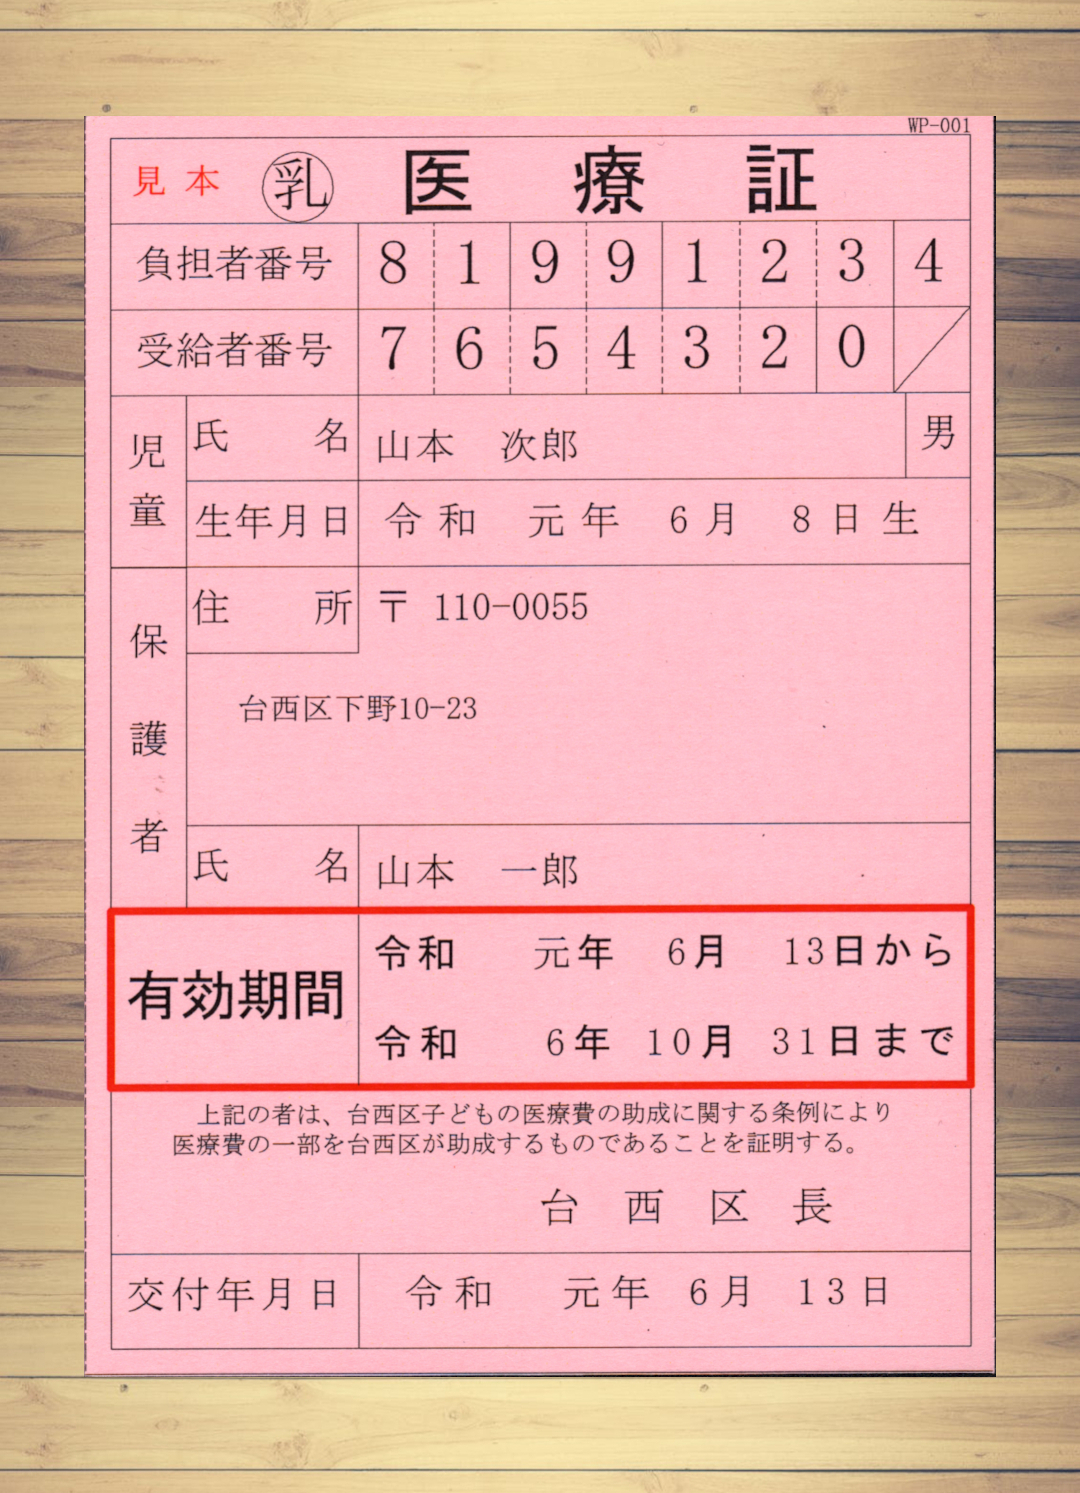 WP-001
見本 乳 医療証
負担者番号 8 1 9 9 1 2 3 4
受給者番号 7 6 5 4 3 2 0
児童
氏名 山本 次郎 男
生年月日 令和 元年 6月 8日生
保護者
住所 〒 110-0055
台西区下野10-23
氏名 山本 一郎
有効期間
令和 元年 6月 13日から
令和 6年 10月 31日まで
上記の者は、台西区子どもの医療費の助成に関する条例により
医療費の一部を台西区が助成するものであることを証明する。
台西区長
交付年月日 令和 元年 6月 13日